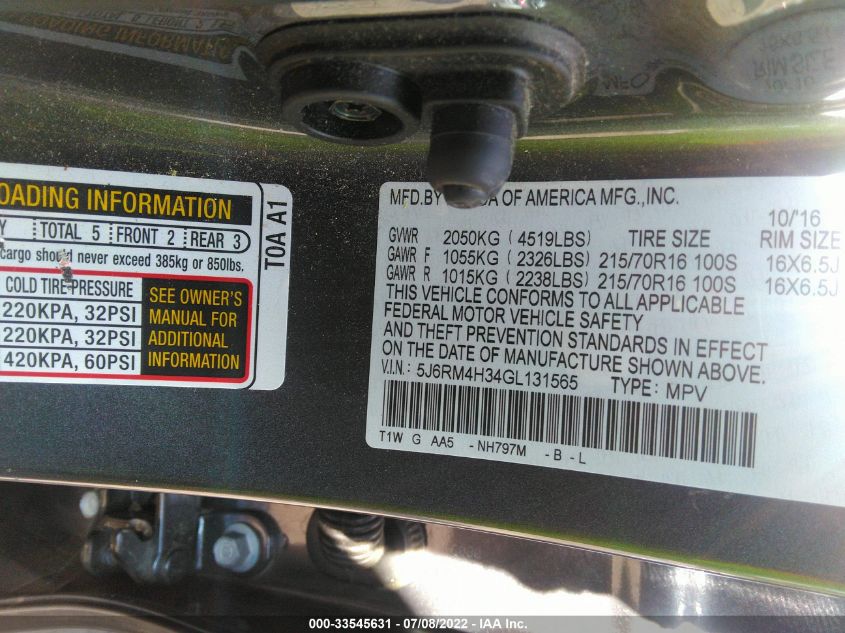 LOADING INFORMATION
RIM SIZE
OADING INFORMATION
Y TOTAL 5 FRONT 2 REAR 3
cargo should never exceed 385kg or 850lbs.
COLD TIRE PRESSURE
220KPA, 32PSI
220KPA, 32PSI
420KPA, 60PSI
SEE OWNER'S
MANUAL FOR
ADDITIONAL
INFORMATION
T0A A1
MFD.BY OF AMERICA MFG.,INC.
10/'16
GVWR 2050KG (4519LBS) TIRE SIZE RIM SIZE
GAWR F 1055KG (2326LBS) 215/70R16 100S 16X6.5J
GAWR R 1015KG (2238LBS) 215/70R16 100S 16X6.5J
THIS VEHICLE CONFORMS TO ALL APPLICABLE
FEDERAL MOTOR VEHICLE SAFETY
AND THEFT PREVENTION STANDARDS IN EFFECT
ON THE DATE OF MANUFACTURE SHOWN ABOVE.
V.I.N.: 5J6RM4H34GL131565 TYPE: MPV
T1W G AA5 -NH797M -B-L
000-33545631 - 07/08/2022 - IAA Inc.